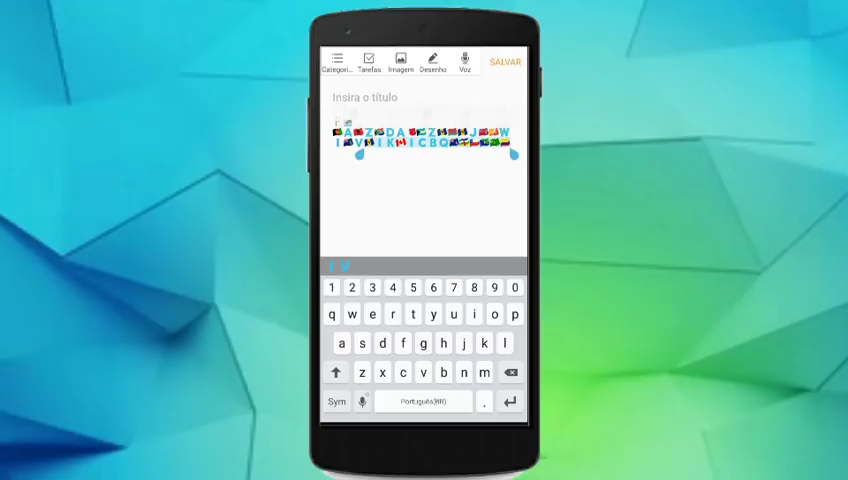 Categori... Tarefas Imagem Desenho Voz SALVAR
Insira o título
A Z D A Z J W
I V I K I C B Q
I V
1 2 3 4 5 6 7 8 9 0
q w e r t y u i o p
a s d f g h j k l
z x c v b n m
Sym Português(BR) .